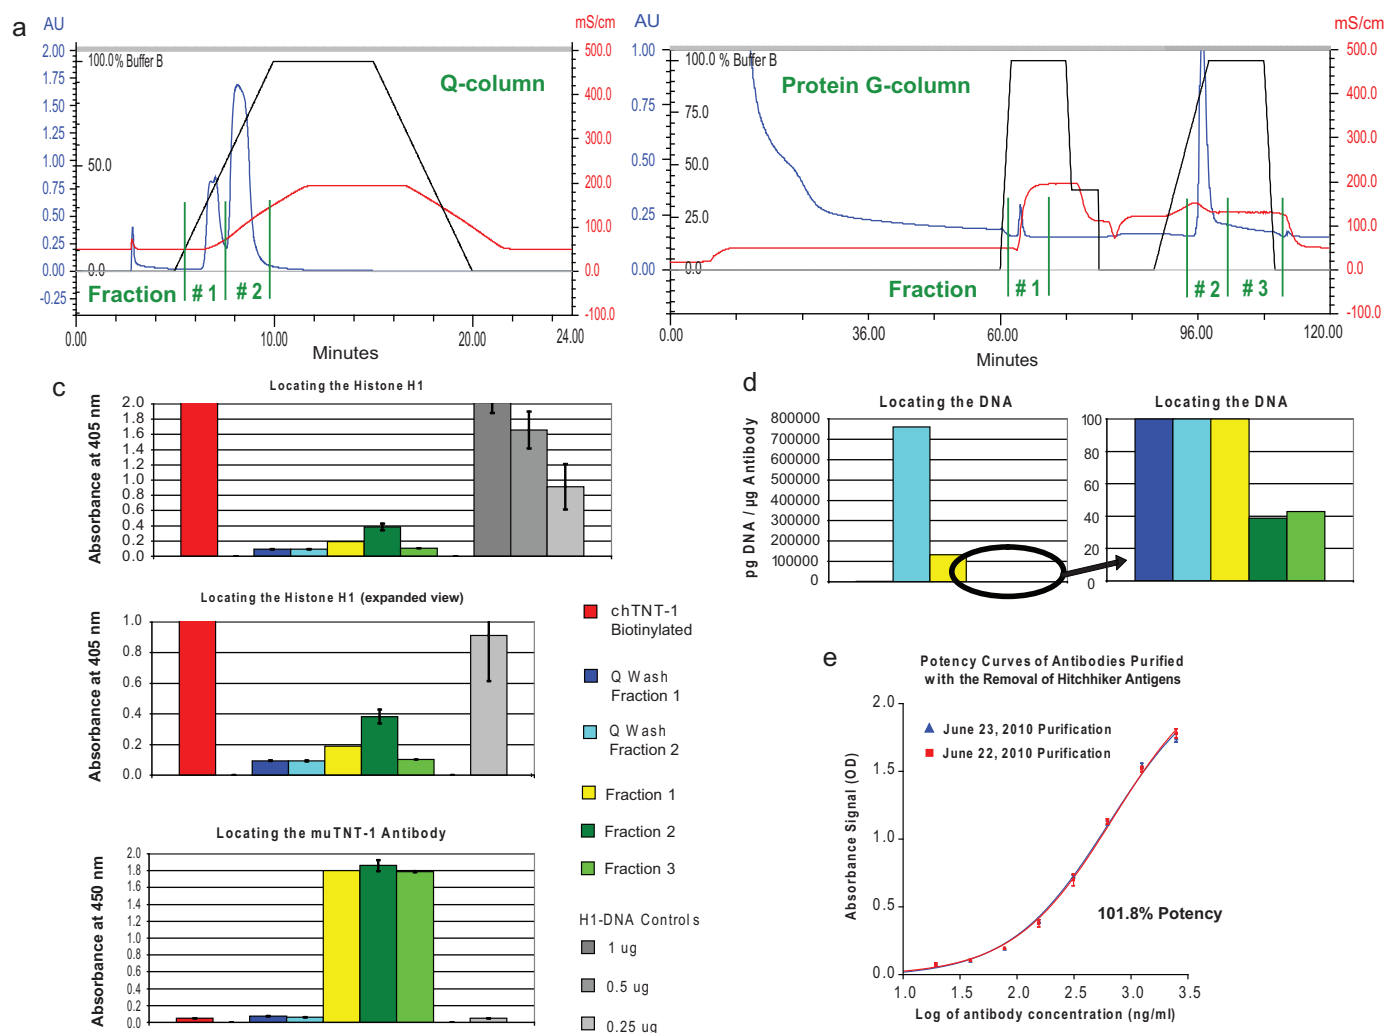 a
AU
mS/cm
2.00
1.75
1.50
1.25
1.00
0.75
0.50
0.25
0.00
-0.25
100.0 % Buffer B
50.0
0.0
Q-column
Fraction # 1 # 2
500.0
400.0
300.0
200.0
100.0
0.0
-100.0
0.00 10.00 20.00 24.00
Minutes
AU
mS/cm
1.00
0.75
0.50
0.25
0.00
100.0 % Buffer B
75.0
50.0
25.0
0.0
Protein G-column
Fraction # 1 # 2 # 3
500.0
400.0
300.0
200.0
100.0
0.0
-100.0
0.00 36.00 60.00 96.00 120.00
Minutes
c
Locating the Histone H1
Absorbance at 405 nm
2.0
1.8
1.6
1.4
1.2
1.0
0.8
0.6
0.4
0.2
0.0
Locating the Histone H1 (expanded view)
Absorbance at 405 nm
1.0
0.8
0.6
0.4
0.2
0.0
Locating the muTNT-1 Antibody
Absorbance at 450 nm
2.0
1.8
1.6
1.4
1.2
1.0
0.8
0.6
0.4
0.2
0.0
chTNT-1
Biotinylated
Q Wash
Fraction 1
Q Wash
Fraction 2
Fraction 1
Fraction 2
Fraction 3
H1-DNA Controls
1 ug
0.5 ug
0.25 ug
d
Locating the DNA
pg DNA / µg Antibody
800000
700000
600000
500000
400000
300000
200000
100000
0
Locating the DNA
100
80
60
40
20
0
e
Potency Curves of Antibodies Purified
with the Removal of Hitchhiker Antigens
Absorbance Signal (OD)
2.0
1.5
1.0
0.5
0.0
June 23, 2010 Purification
June 22, 2010 Purification
101.8% Potency
1.0 1.5 2.0 2.5 3.0 3.5
Log of antibody concentration (ng/ml)